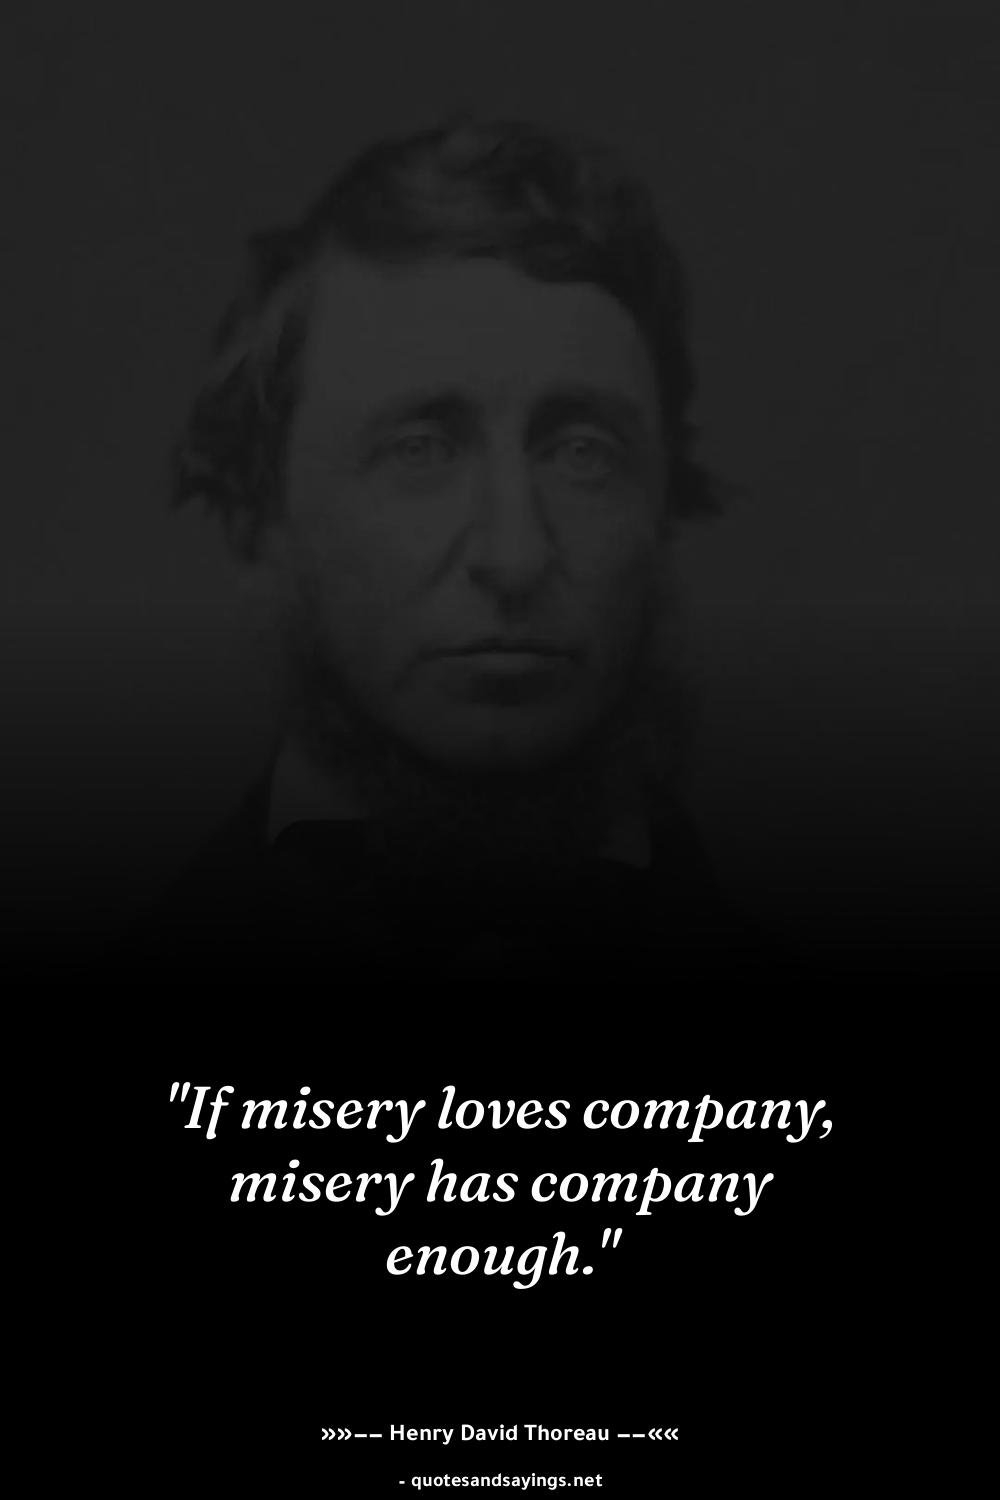 "If misery loves company,
misery has company
enough."
»»−− Henry David Thoreau −−««
- quotesandsayings.net